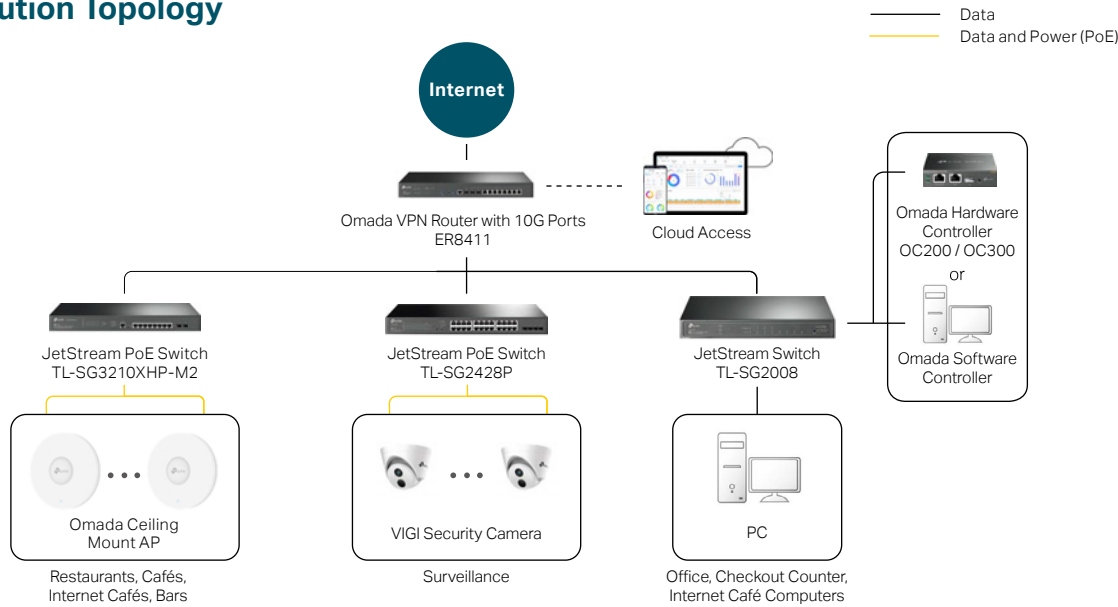 ution Topology
Data
Data and Power (PoE)
Internet
Omada VPN Router with 10G Ports
ER8411
Cloud Access
Omada Hardware
Controller
OC200 / OC300
or
Omada Software
Controller
JetStream PoE Switch
TL-SG3210XHP-M2
JetStream PoE Switch
TL-SG2428P
JetStream Switch
TL-SG2008
Omada Ceiling
Mount AP
VIGI Security Camera
PC
Restaurants, Cafés,
Internet Cafés, Bars
Surveillance
Office, Checkout Counter,
Internet Café Computers